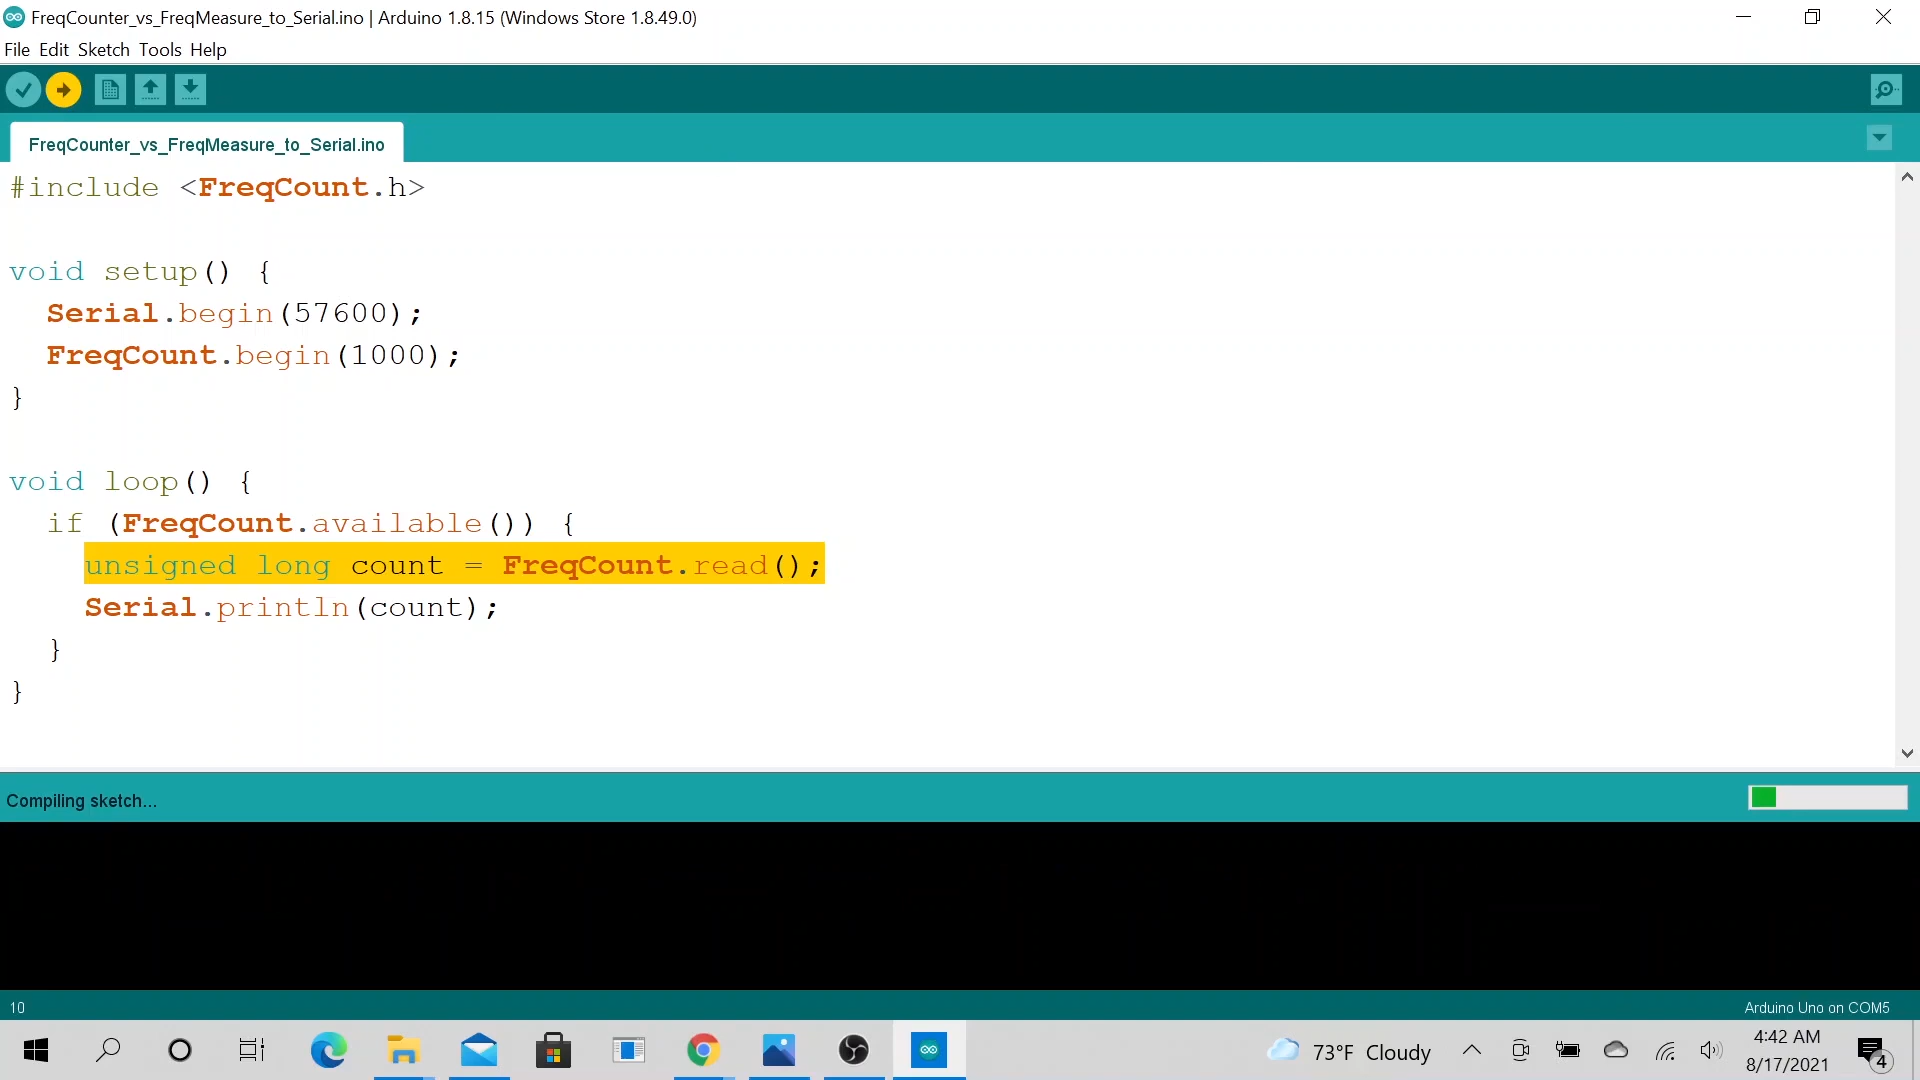 FreqCounter_vs_FreqMeasure_to_Serial.ino | Arduino 1.8.15 (Windows Store 1.8.49.0)
File Edit Sketch Tools Help
FreqCounter_vs_FreqMeasure_to_Serial.ino
#include <FreqCount.h>
void setup() {
Serial.begin(57600);
FreqCount.begin(1000);
}
void loop() {
if (FreqCount.available()) {
unsigned long count = FreqCount.read();
Serial.println(count);
}
}
Compiling sketch...
10
Arduino Uno on COM5
73°F Cloudy
4:42 AM
8/17/2021
4